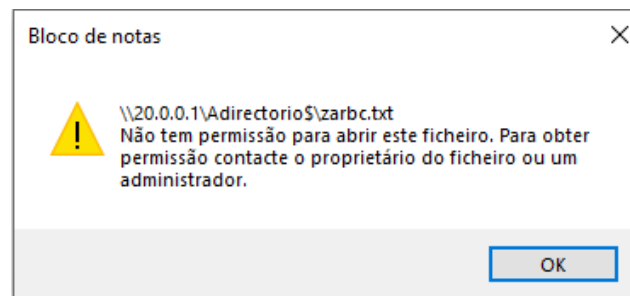 Bloco de notas
\\20.0.0.1\Adirectorio$\zarbc.txt
Não tem permissão para abrir este ficheiro. Para obter
permissão contacte o proprietário do ficheiro ou um
administrador.
OK